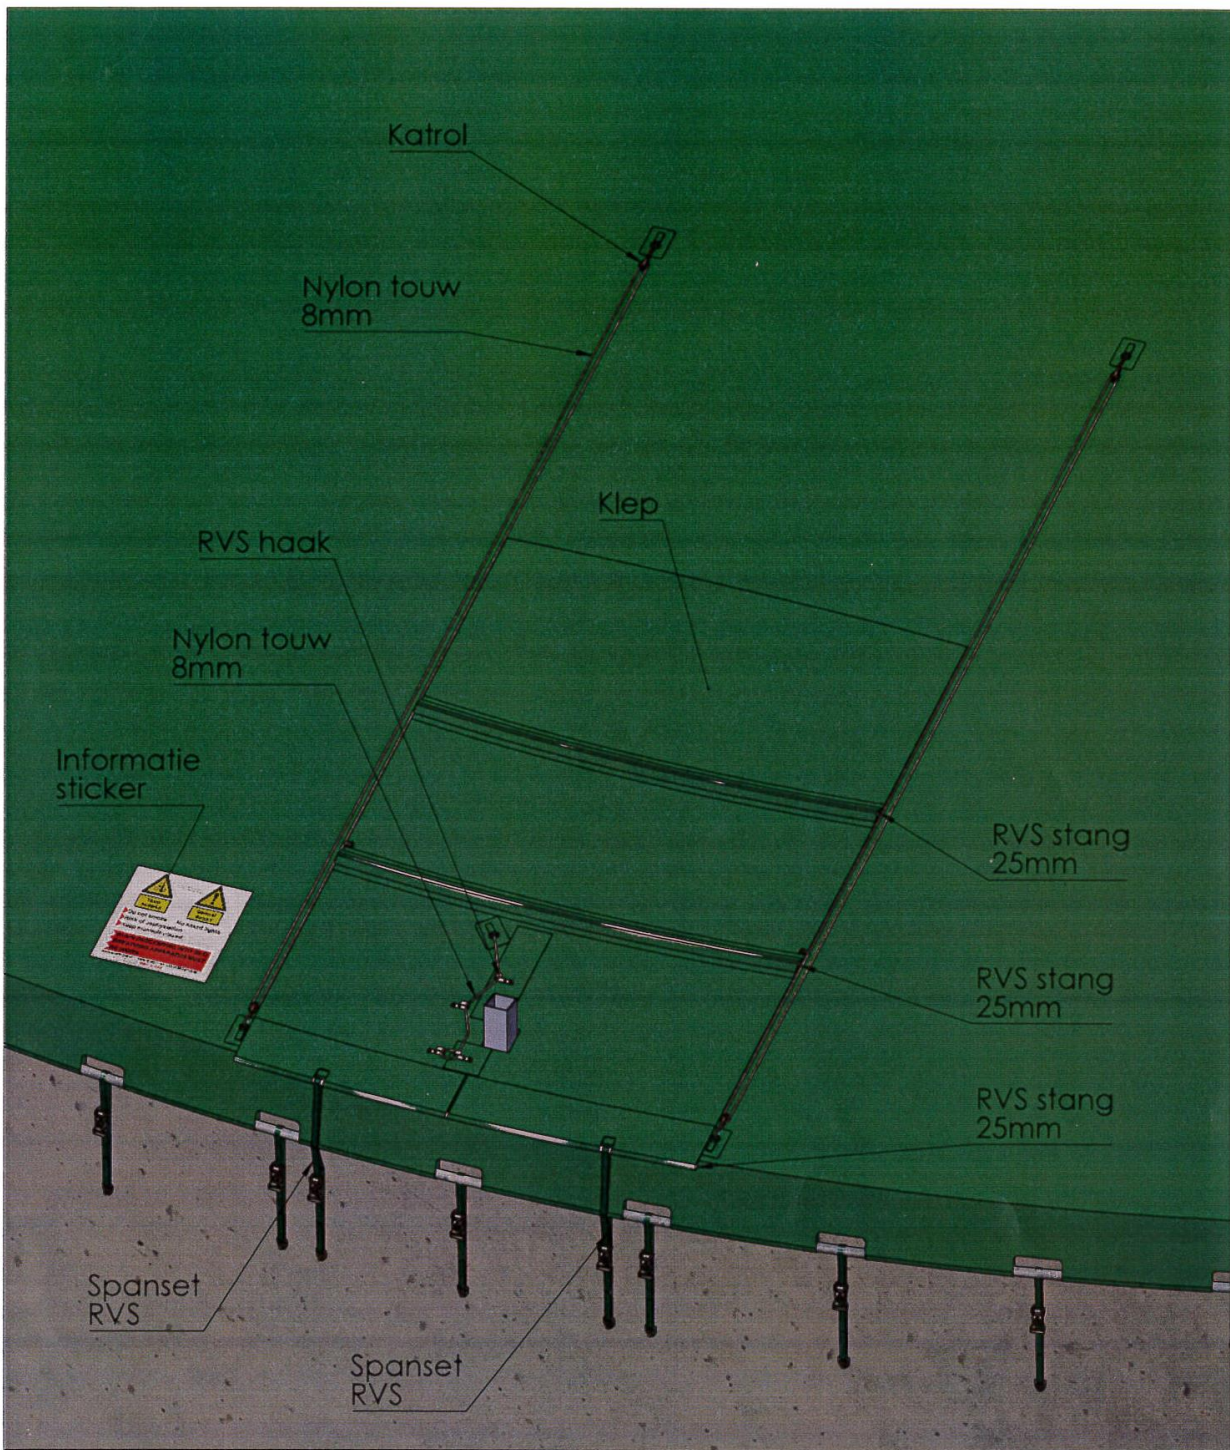 Katrol
Nylon touw
8mm
Klep
RVS haak
Nylon touw
8mm
Informatie
sticker
RVS stang
25mm
RVS stang
25mm
RVS stang
25mm
Spanset
RVS
Spanset
RVS